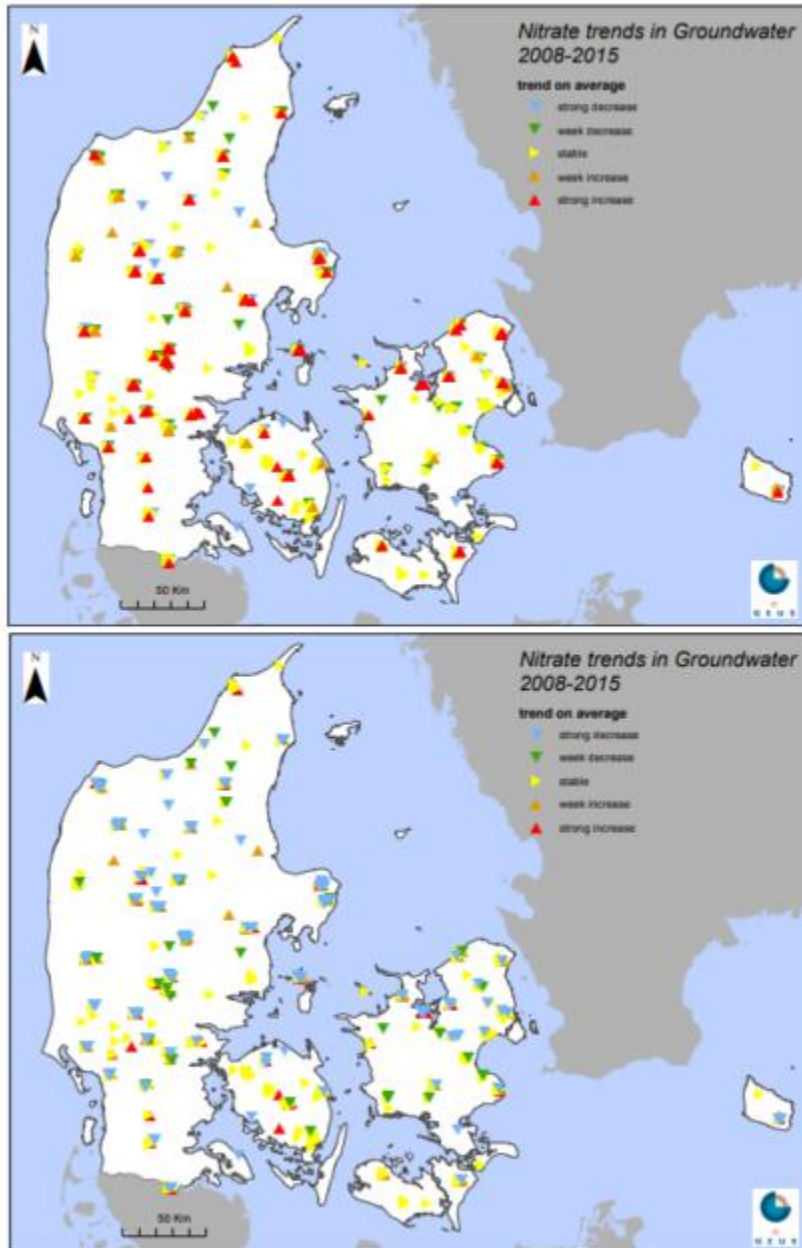 N
Nitrate trends in Groundwater
2008-2015
trend on average
strong decrease
week decrease
stable
week increase
strong increase
50 Km
G E U S
N
Nitrate trends in Groundwater
2008-2015
trend on average
strong decrease
week decrease
stable
week increase
strong increase
50 Km
G E U S